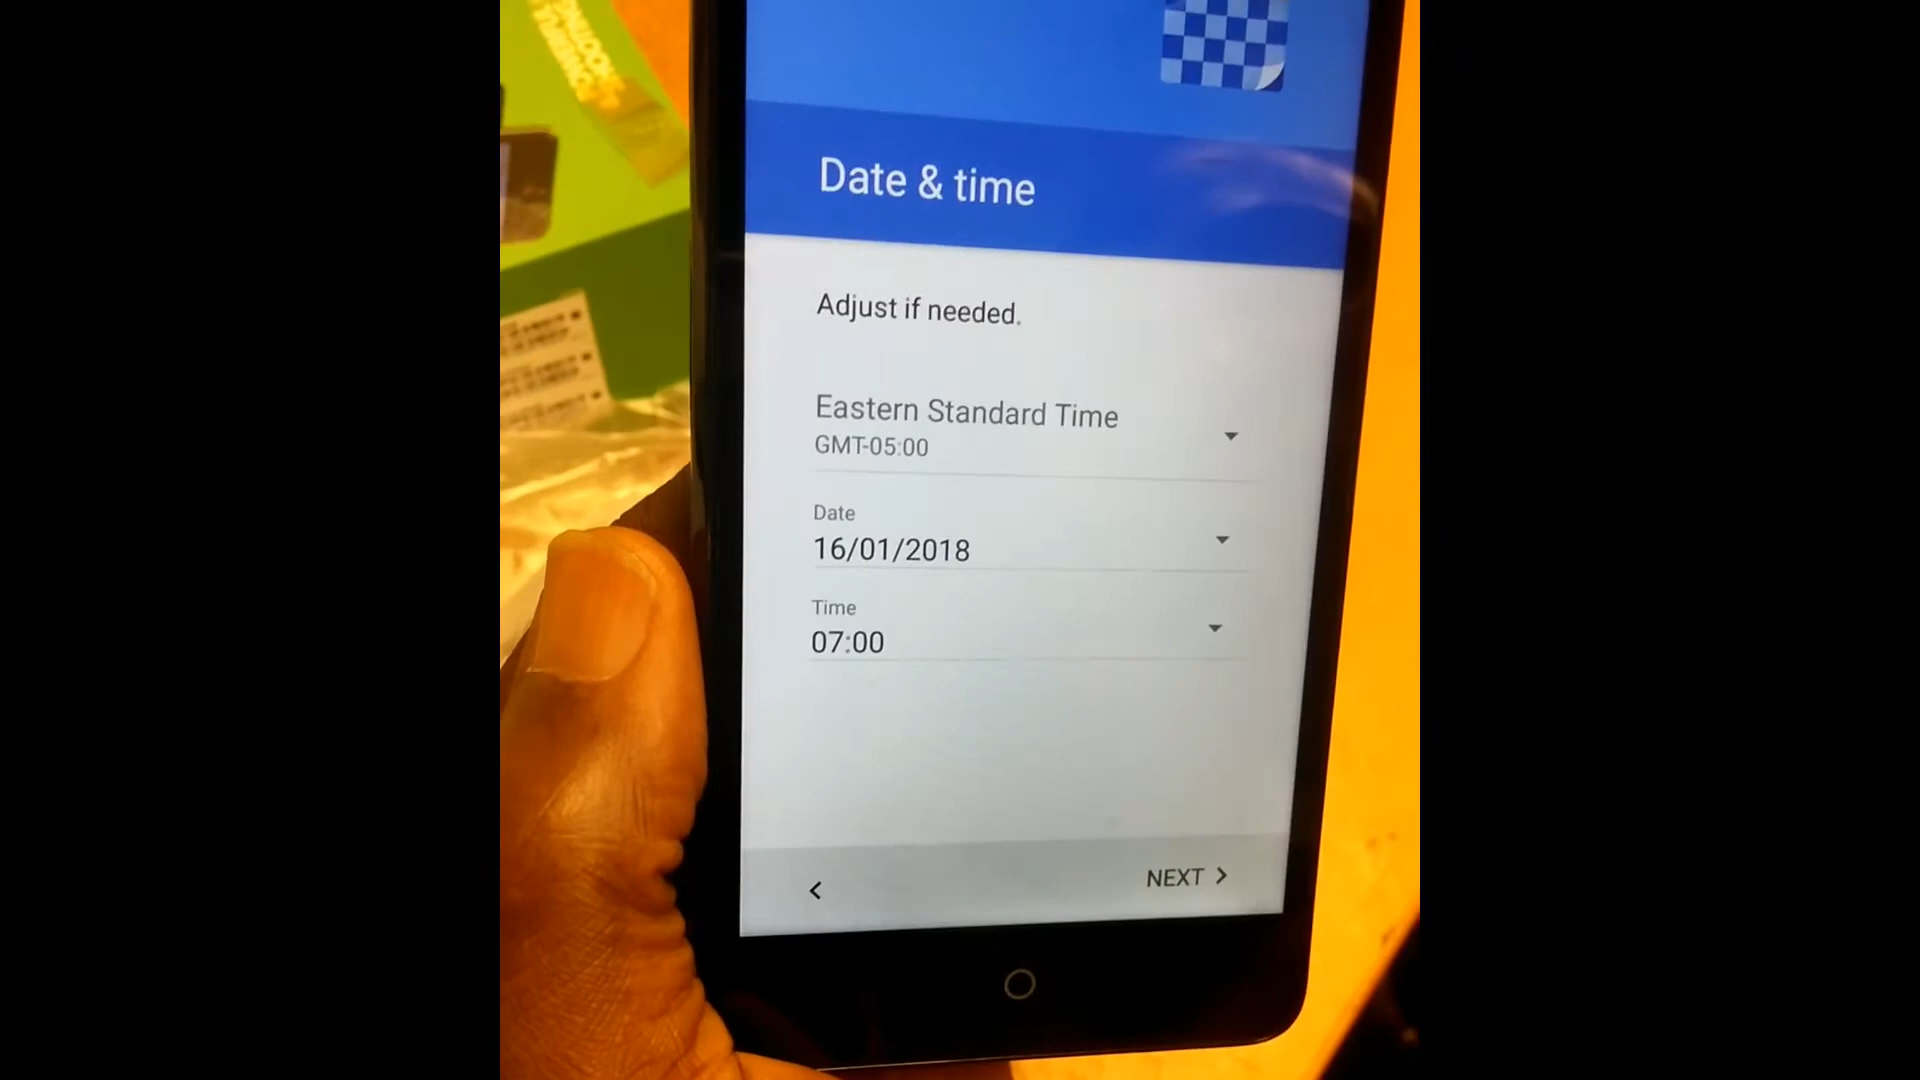 Date & time
Adjust if needed.
Eastern Standard Time
GMT-05:00
Date
16/01/2018
Time
07:00
NEXT